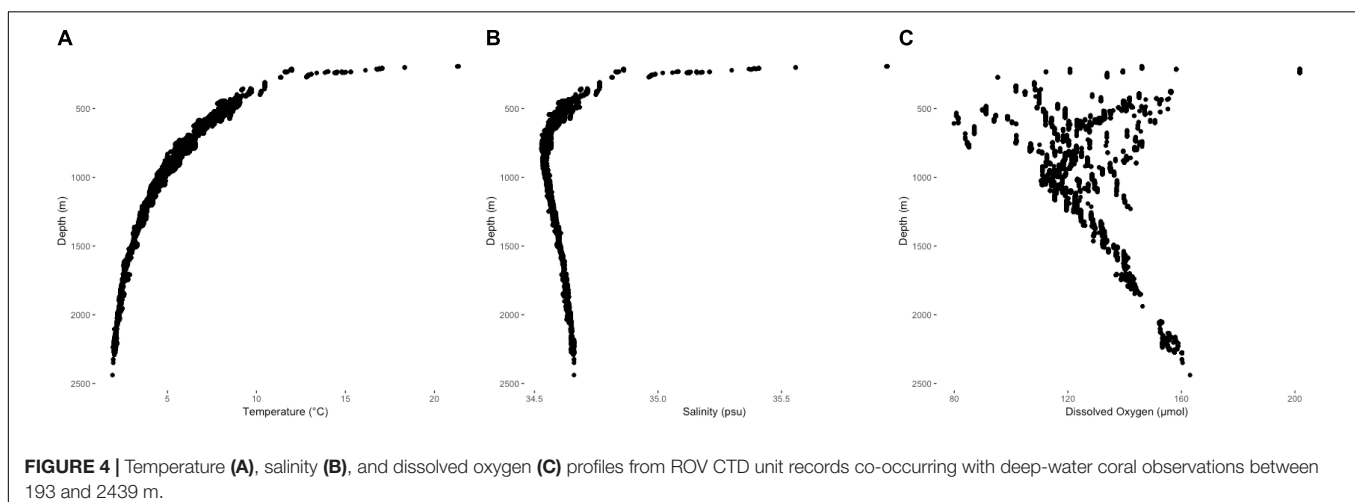 A
B
C
500
1000
1500
2000
2500
Depth (m)
5
10
15
20
Temperature (°C)
500
1000
1500
2000
2500
Depth (m)
34.5
35.0
35.5
Salinity (psu)
500
1000
1500
2000
2500
Depth (m)
80
120
160
200
Dissolved Oxygen (µmol)
FIGURE 4 | Temperature (A), salinity (B), and dissolved oxygen (C) profiles from ROV CTD unit records co-occurring with deep-water coral observations between
193 and 2439 m.